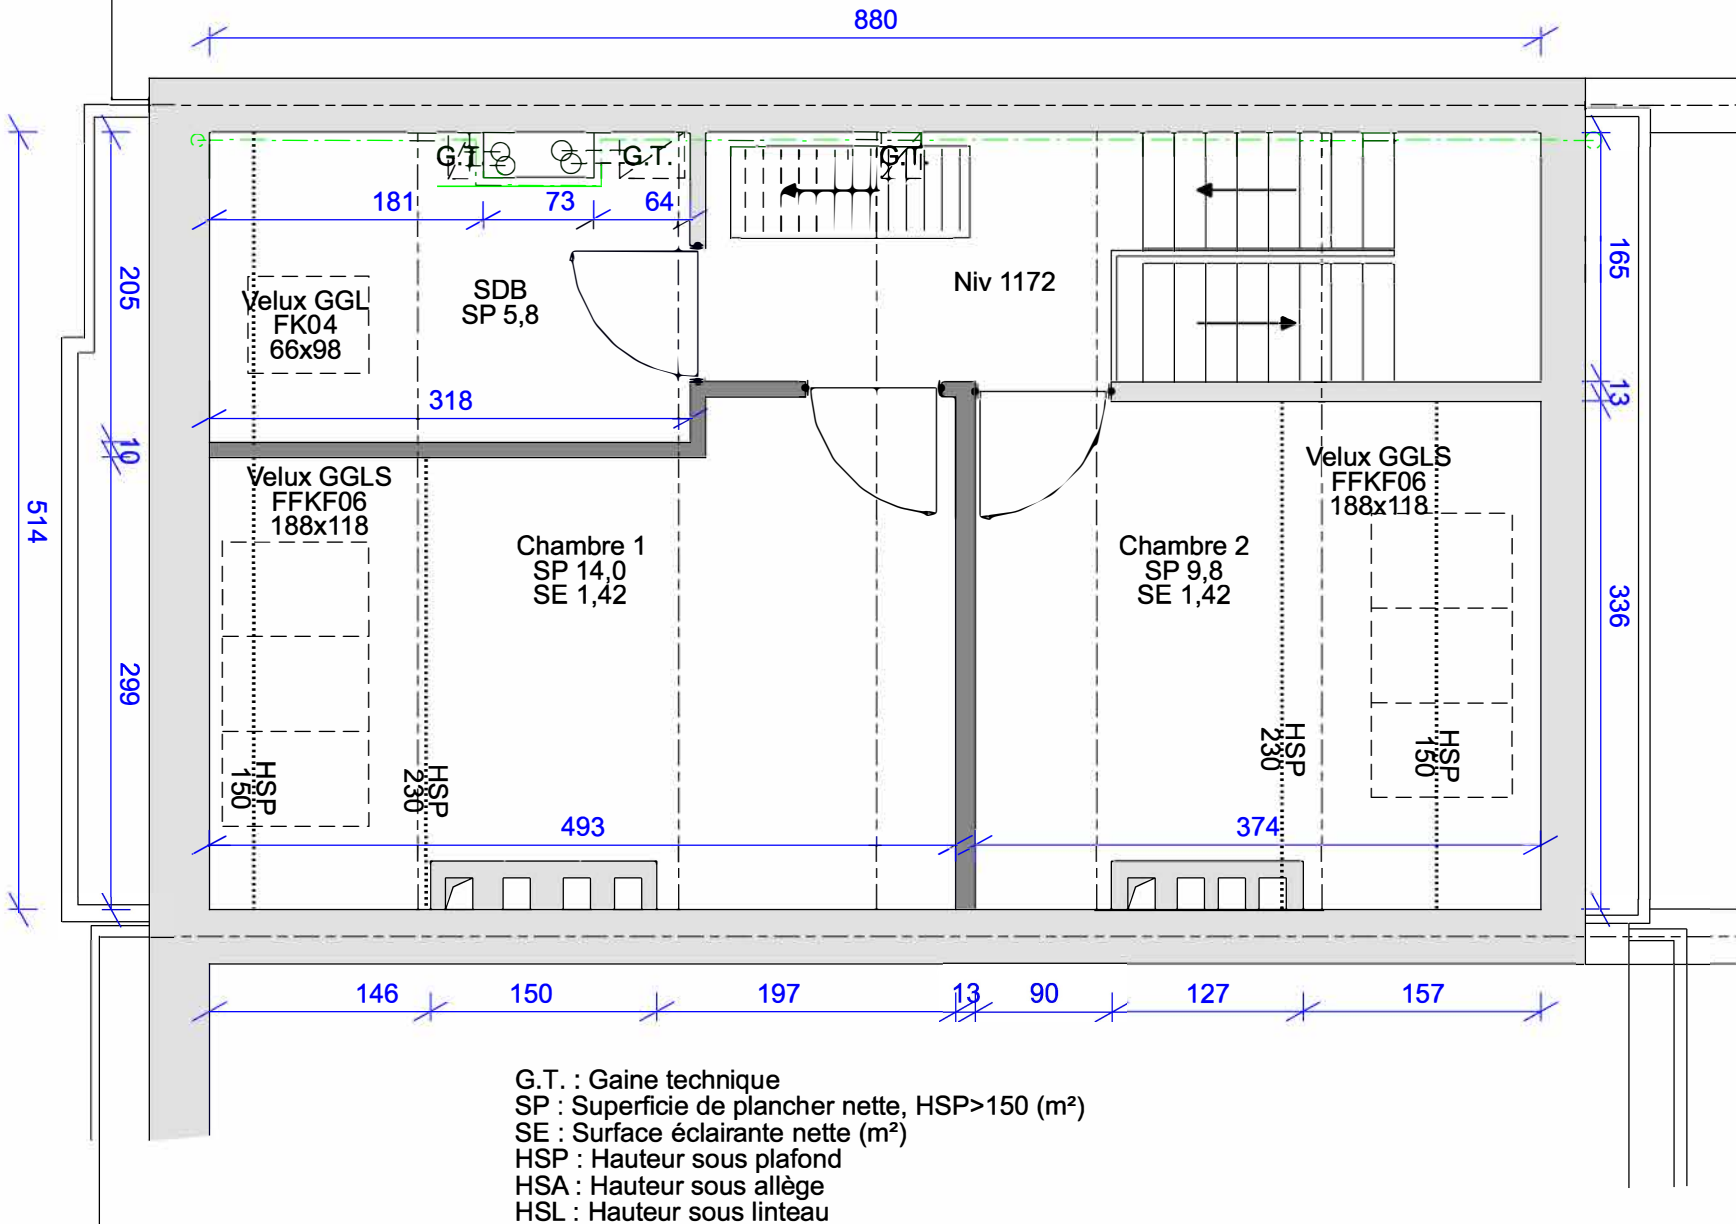 880
G.T.
G.T.
G.T.
181
73
64
205
165
SDB
SP 5,8
Niv 1172
Velux GGL
FK04
66x98
318
13
10
514
Velux GGLS
FFKF06
188x118
Velux GGLS
FFKF06
188x118
Chambre 1
SP 14,0
SE 1,42
Chambre 2
SP 9,8
SE 1,42
336
299
HSP
150
HSP
230
HSP
230
HSP
150
493
374
146
150
197
13
90
127
157
G.T. : Gaine technique
SP : Superficie de plancher nette, HSP>150 (m²)
SE : Surface éclairante nette (m²)
HSP : Hauteur sous plafond
HSA : Hauteur sous allège
HSL : Hauteur sous linteau